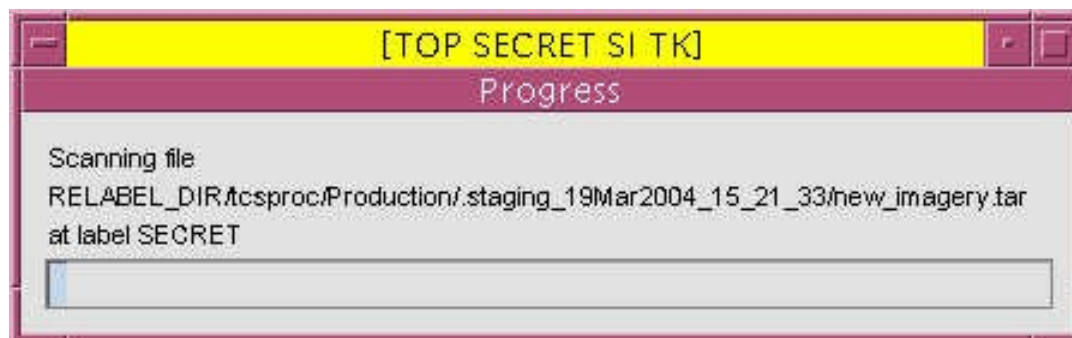 [TOP SECRET SI TK]
Progress
Scanning file
RELABEL_DIR/tcsproc/Production/.staging_19Mar2004_15_21_33/new_imagery.tar
at label SECRET